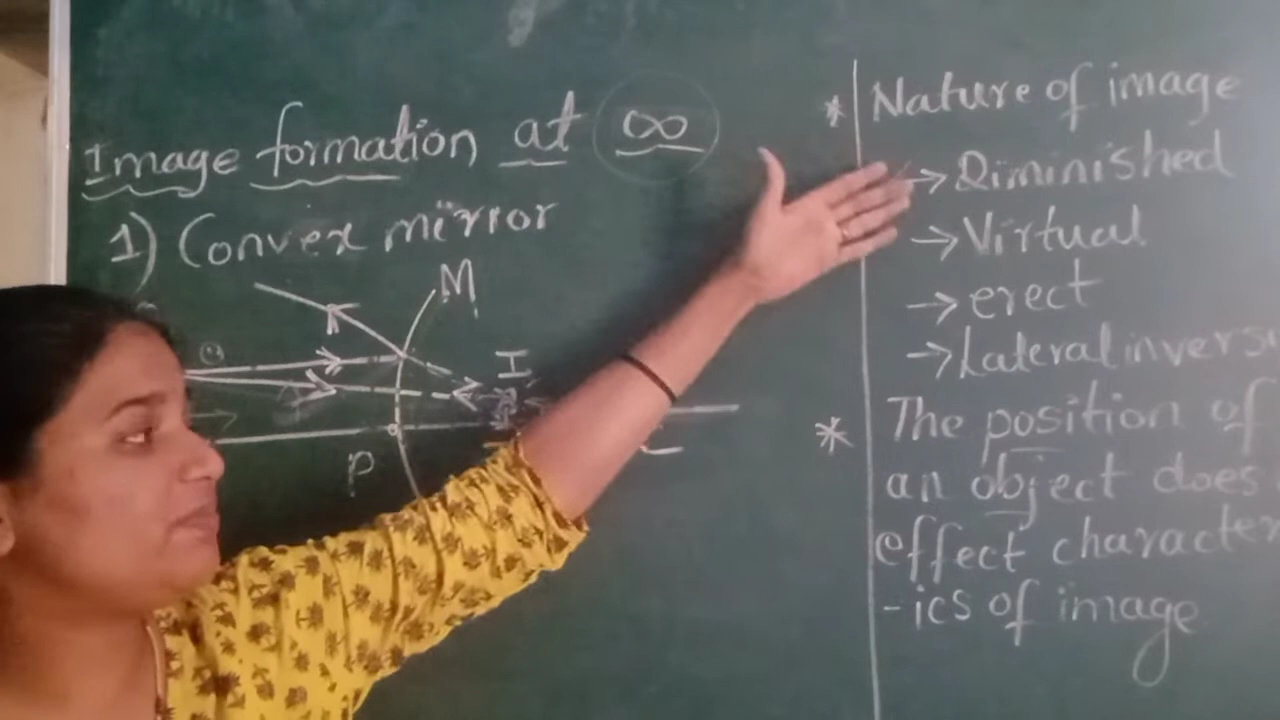 Image formation at ∞
1) Convex mirror
M
I
P
C
* Nature of image
→ Diminished
→ Virtual
→ erect
→ Lateral inversi
* The position of
an object does
effect character
-ics of image